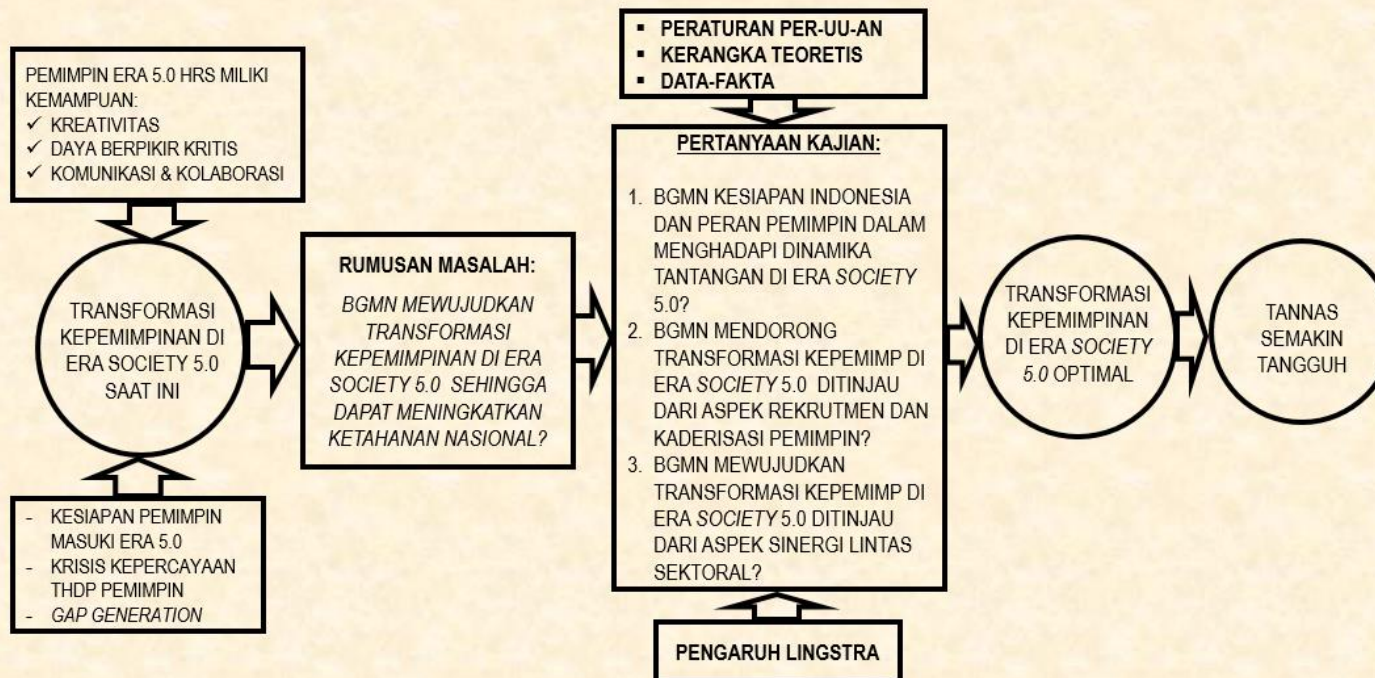 PEMIMPIN ERA 5.0 HRS MILIKI
KEMAMPUAN:
✓ KREATIVITAS
✓ DAYA BERPIKIR KRITIS
✓ KOMUNIKASI & KOLABORASI
TRANSFORMASI
KEPEMIMPINAN DI
ERA SOCIETY 5.0
SAAT INI
- KESIAPAN PEMIMPIN
MASUKI ERA 5.0
- KRISIS KEPERCAYAAN
THDP PEMIMPIN
- GAP GENERATION
RUMUSAN MASALAH:
BGMN MEWUJUDKAN
TRANSFORMASI
KEPEMIMPINAN DI ERA
SOCIETY 5.0 SEHINGGA
DAPAT MENINGKATKAN
KETAHANAN NASIONAL?
▪ PERATURAN PER-UU-AN
▪ KERANGKA TEORETIS
▪ DATA-FAKTA
PERTANYAAN KAJIAN:
1. BGMN KESIAPAN INDONESIA
DAN PERAN PEMIMPIN DALAM
MENGHADAPI DINAMIKA
TANTANGAN DI ERA SOCIETY
5.0?
2. BGMN MENDORONG
TRANSFORMASI KEPEMIMP DI
ERA SOCIETY 5.0 DITINJAU
DARI ASPEK REKRUTMEN DAN
KADERISASI PEMIMPIN?
3. BGMN MEWUJUDKAN
TRANSFORMASI KEPEMIMP DI
ERA SOCIETY 5.0 DITINJAU
DARI ASPEK SINERGI LINTAS
SEKTORAL?
PENGARUH LINGSTRA
TRANSFORMASI
KEPEMIMPINAN
DI ERA SOCIETY
5.0 OPTIMAL
TANNAS
SEMAKIN
TANGGUH